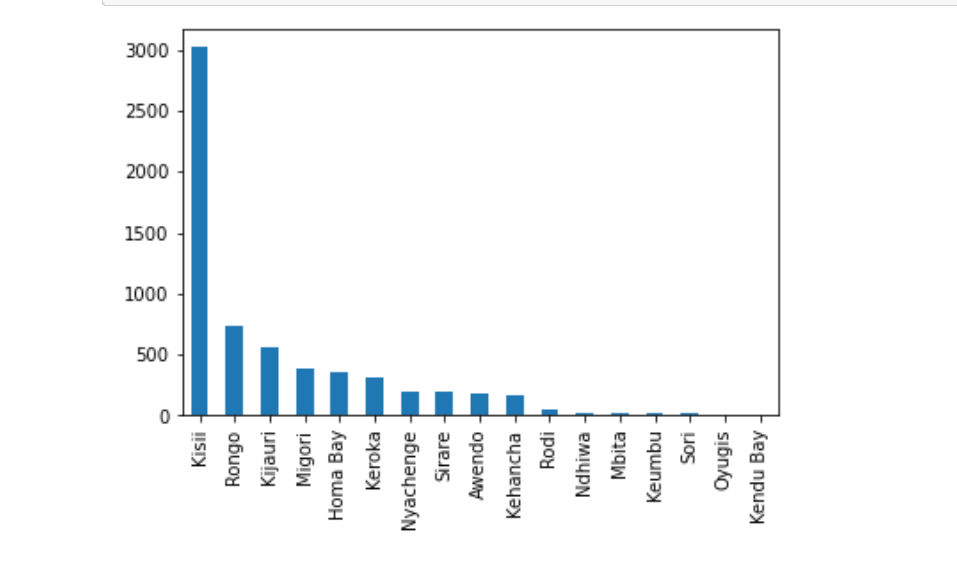 3000
2500
2000
1500
1000
500
0
Kisii
Rongo
Kijauri
Migori
Homa Bay
Keroka
Nyachenge
Sirare
Awendo
Kehancha
Rodi
Ndhiwa
Mbita
Keumbu
Sori
Oyugis
Kendu Bay